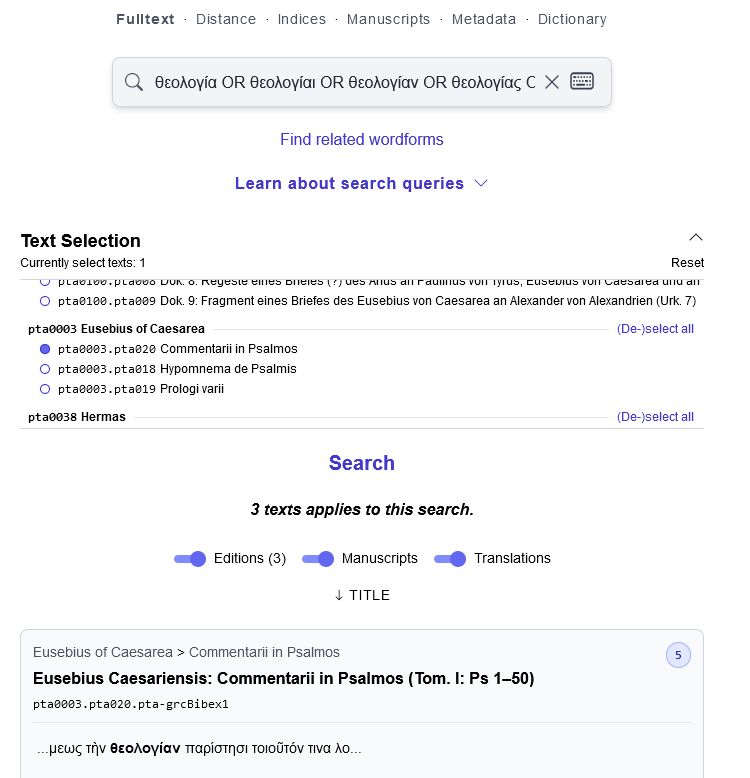 Fulltext · Distance · Indices · Manuscripts · Metadata · Dictionary
θεολογία OR θεολογίαι OR θεολογίαν OR θεολογίας
Find related wordforms
Learn about search queries
Text Selection
Currently select texts: 1 Reset
pta0100.pta008 Dok. 8: Regeste eines Briefes (?) des Arius an Paulinus von Tyrus, Eusebius von Caesarea und an
pta0100.pta009 Dok. 9: Fragment eines Briefes des Eusebius von Caesarea an Alexander von Alexandrien (Urk. 7)
pta0003 Eusebius of Caesarea (De-)select all
pta0003.pta020 Commentarii in Psalmos
pta0003.pta018 Hypomnema de Psalmis
pta0003.pta019 Prologi varii
pta0038 Hermas (De-)select all
Search
3 texts applies to this search.
Editions (3) Manuscripts Translations
↓ TITLE
Eusebius of Caesarea > Commentarii in Psalmos 5
Eusebius Caesariensis: Commentarii in Psalmos (Tom. I: Ps 1–50)
pta0003.pta020.pta-grcBibex1
...μεως τὴν θεολογίαν παρίστησι τοιοῦτόν τινα λο...